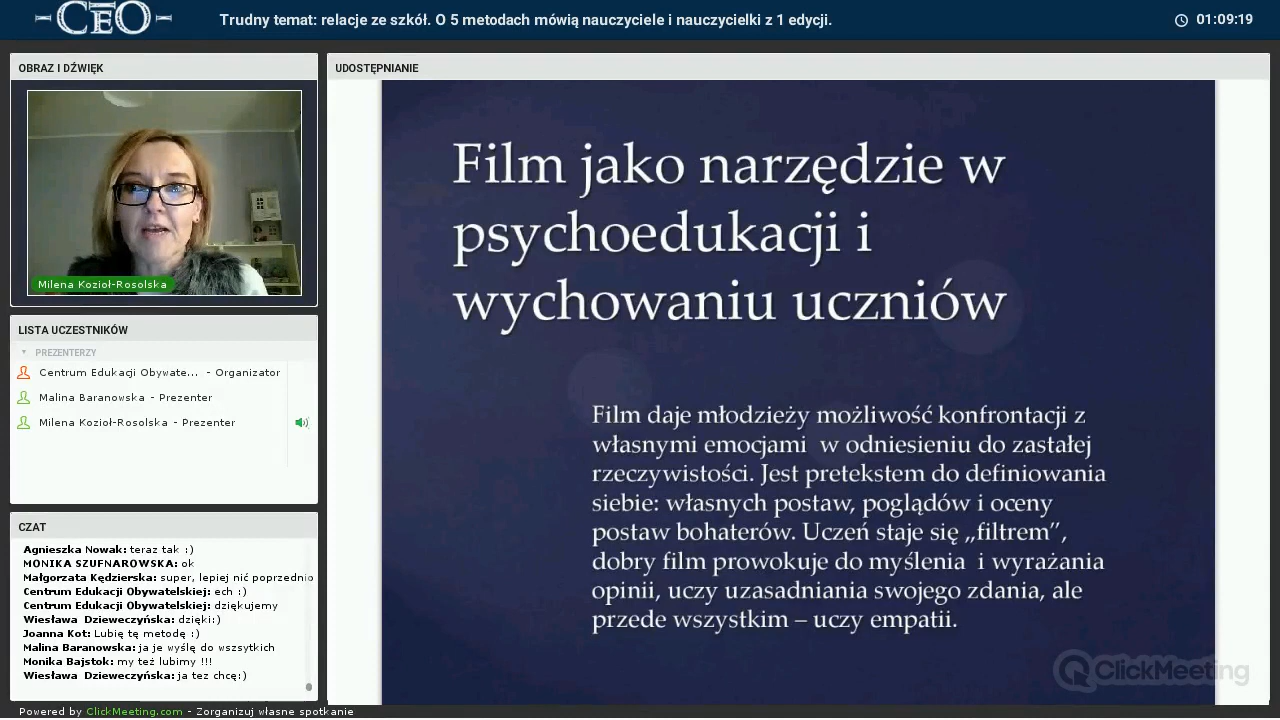 CEO
Trudny temat: relacje ze szkół. O 5 metodach mówią nauczyciele i nauczycielki z 1 edycji.
01:09:19
OBRAZ I DŹWIĘK
Milena Kozioł-Rosolska
LISTA UCZESTNIKÓW
PREZENTERZY
Centrum Edukacji Obywate... - Organizator
Malina Baranowska - Prezenter
Milena Kozioł-Rosolska - Prezenter
CZAT
Agnieszka Nowak: teraz tak :)
MONIKA SZUFNAROWSKA: ok
Małgorzata Kędzierska: super, lepiej nić poprzednio
Centrum Edukacji Obywatelskiej: ech :)
Centrum Edukacji Obywatelskiej: dziękujemy
Wiesława Dzieweczyńska: dzięki:)
Joanna Kot: Lubię tę metodę :)
Malina Baranowska: ja je wyślę do wszsytkich
Monika Bajstok: my też lubimy !!!
Wiesława Dzieweczyńska: ja tez chcę:)
UDOSTĘPNIANIE
Film jako narzędzie w
psychoedukacji i
wychowaniu uczniów
Film daje młodzieży możliwość konfrontacji z
własnymi emocjami w odniesieniu do zastałej
rzeczywistości. Jest pretekstem do definiowania
siebie: własnych postaw, poglądów i oceny
postaw bohaterów. Uczeń staje się „filtrem”,
dobry film prowokuje do myślenia i wyrażania
opinii, uczy uzasadniania swojego zdania, ale
przede wszystkim – uczy empatii.
ClickMeeting
Powered by ClickMeeting.com - Zorganizuj własne spotkanie